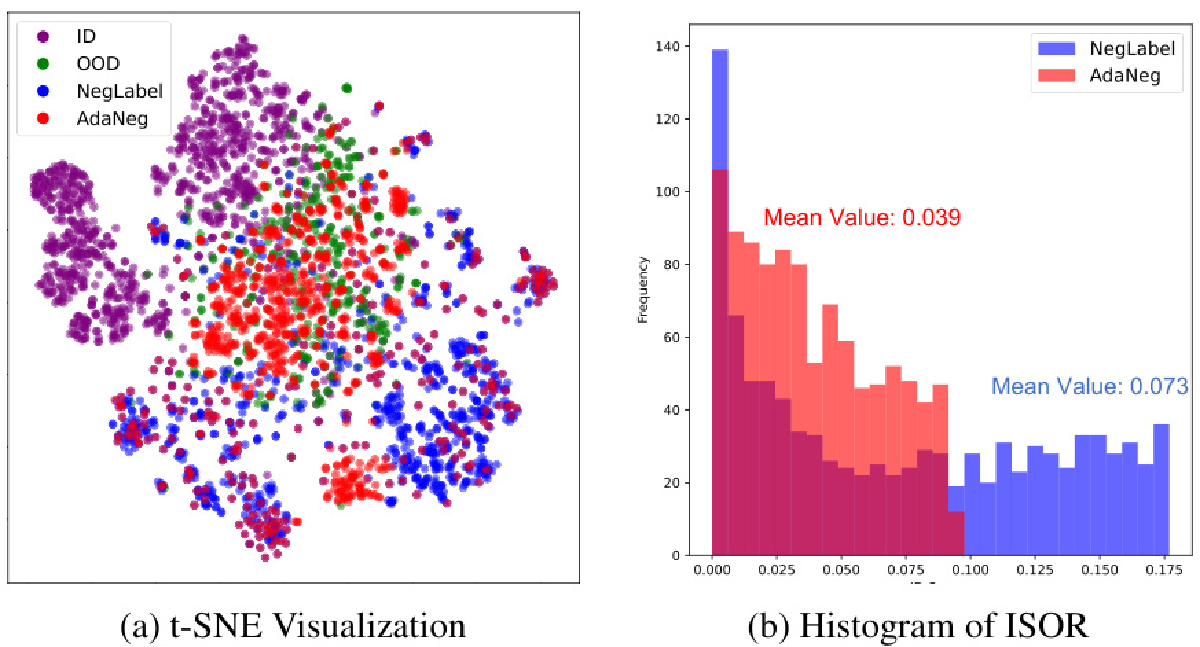 ID
OOD
NegLabel
AdaNeg
(a) t-SNE Visualization
NegLabel
AdaNeg
Mean Value: 0.039
Mean Value: 0.073
Frequency
140
120
100
80
60
40
20
0
0.000 0.025 0.050 0.075 0.100 0.125 0.150 0.175
(b) Histogram of ISOR